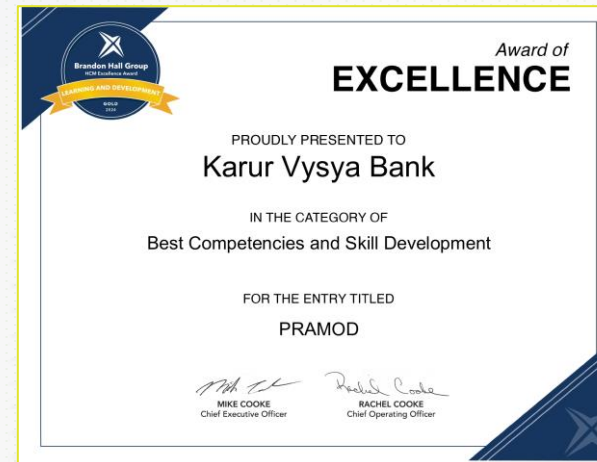 Brandon Hall Group
HCM Excellence Award
LEARNING AND DEVELOPMENT
GOLD
Award of
EXCELLENCE
PROUDLY PRESENTED TO
Karur Vysya Bank
IN THE CATEGORY OF
Best Competencies and Skill Development
FOR THE ENTRY TITLED
PRAMOD
MIKE COOKE
Chief Executive Officer
RACHEL COOKE
Chief Operating Officer